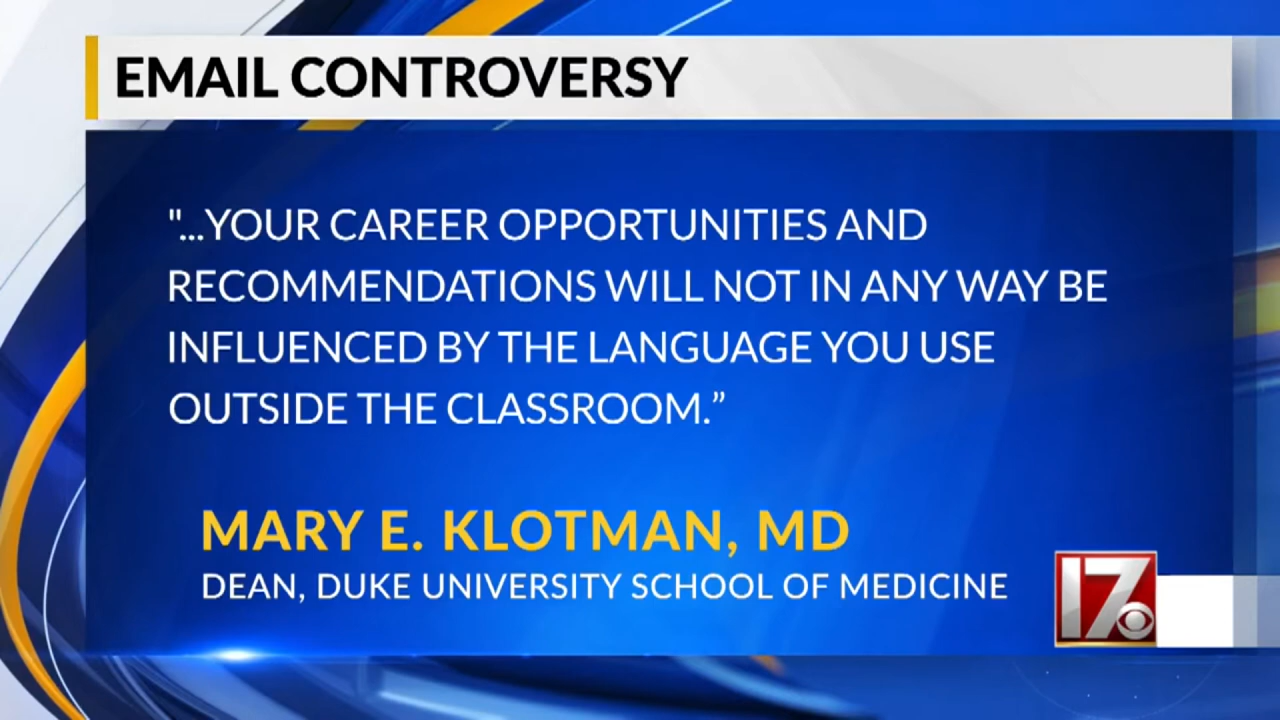 EMAIL CONTROVERSY
"...YOUR CAREER OPPORTUNITIES AND
RECOMMENDATIONS WILL NOT IN ANY WAY BE
INFLUENCED BY THE LANGUAGE YOU USE
OUTSIDE THE CLASSROOM.”
MARY E. KLOTMAN, MD
DEAN, DUKE UNIVERSITY SCHOOL OF MEDICINE
17